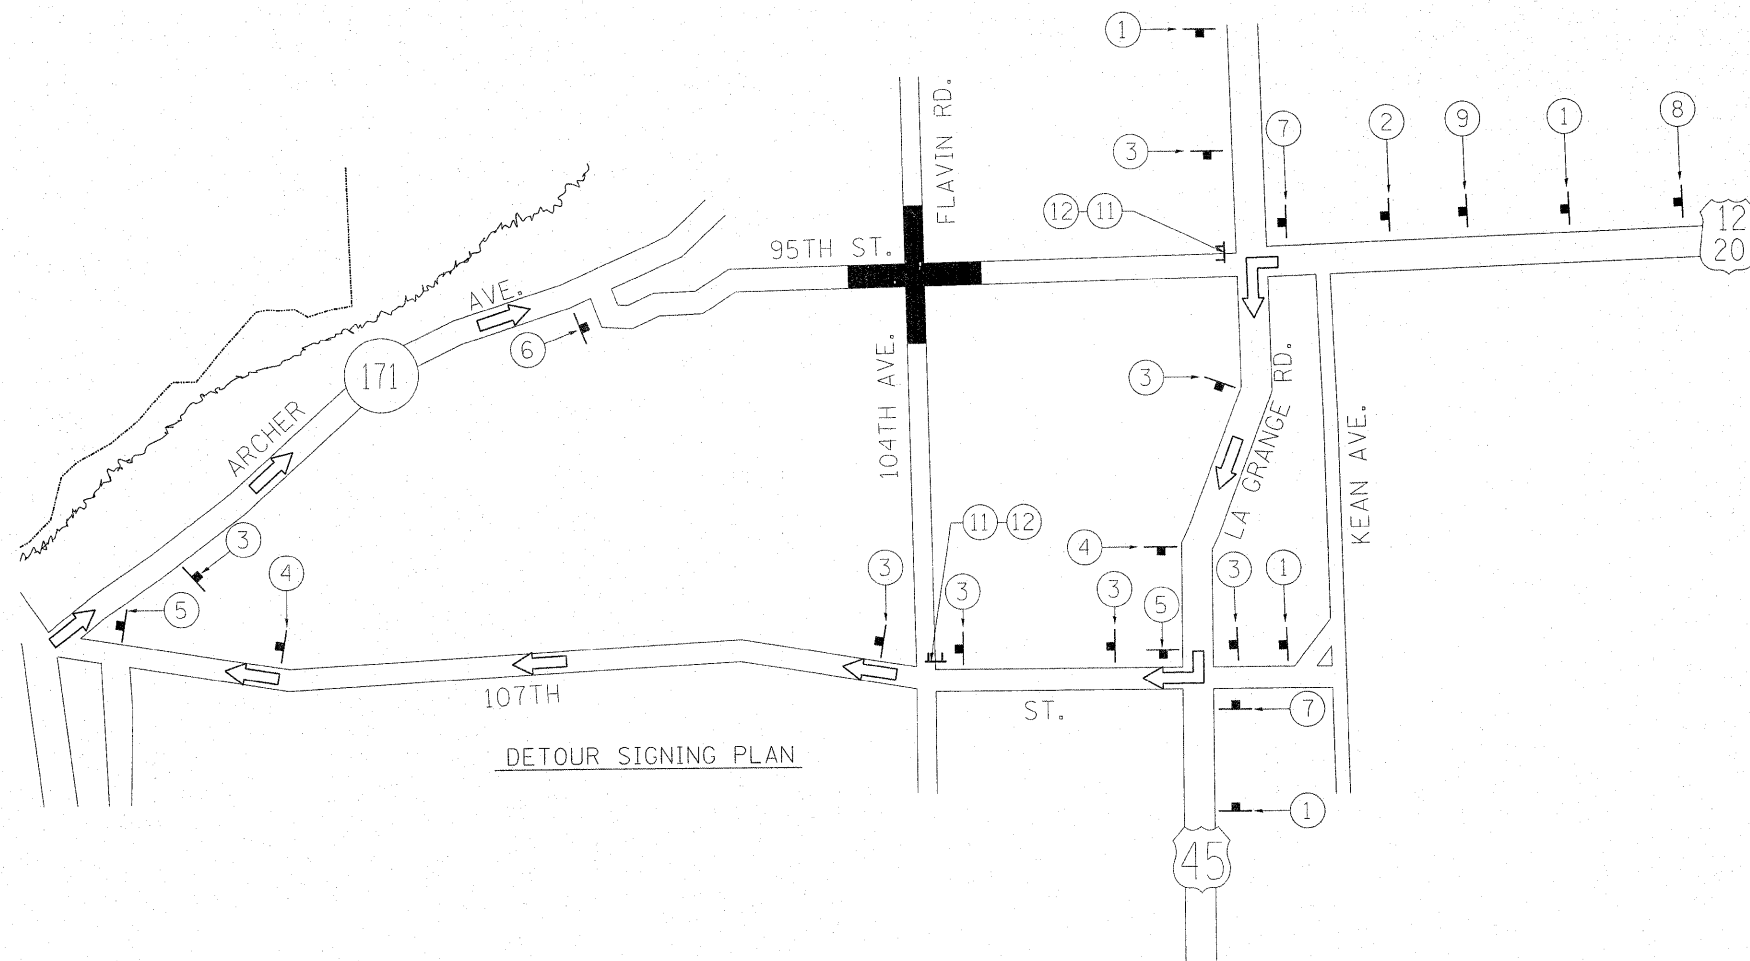 1
3
7
2
9
1
8
FLAVIN RD.
12 11
12
20
95TH ST.
AVE.
6
171
104TH AVE.
3
LA GRANGE RD.
KEAN AVE.
ARCHER
3
4
5
11 12
3
3
4
3
5
3
1
107TH
ST.
7
DETOUR SIGNING PLAN
1
45